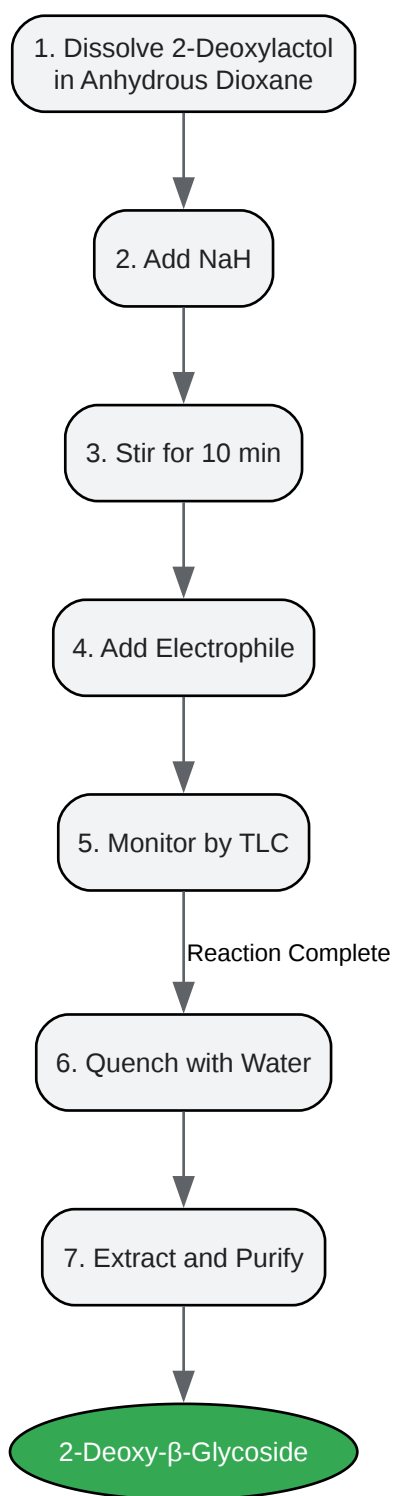 1. Dissolve 2-Deoxylactol
in Anhydrous Dioxane
2. Add NaH
3. Stir for 10 min
4. Add Electrophile
5. Monitor by TLC
Reaction Complete
6. Quench with Water
7. Extract and Purify
2-Deoxy-β-Glycoside